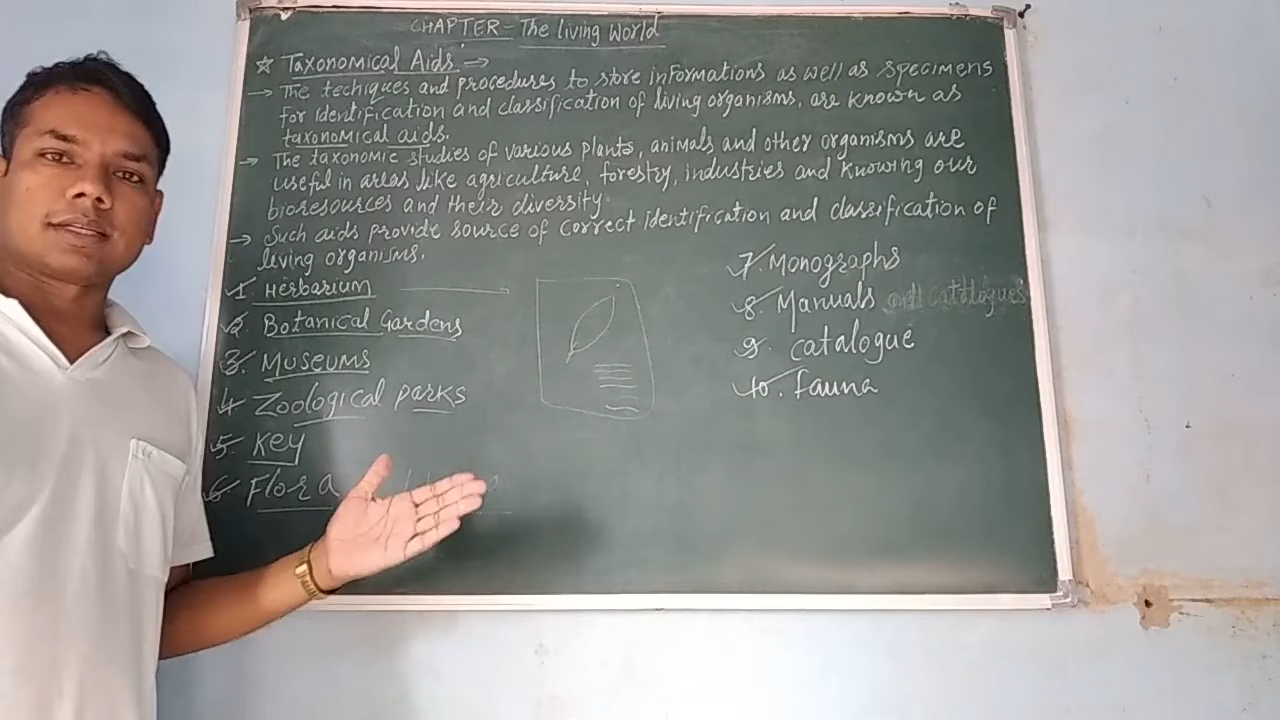 CHAPTER - The living World
☆ Taxonomical Aids :→
→ The techiques and procedures to store informations as well as specimens
for identification and classification of living organisms, are known as
taxonomical aids.
→ The taxonomic studies of various plants, animals and other organisms are
useful in areas like agriculture, forestry, industries and knowing our
bioresources and their diversity.
→ Such aids provide source of correct identification and classification of
living organisms.
1. Herbarium
2. Botanical Gardens
3. Museums
4. Zoological parks
5. Key
6. Flora
7. Monographs
8. Manuals and catalogues
9. catalogue
10. fauna